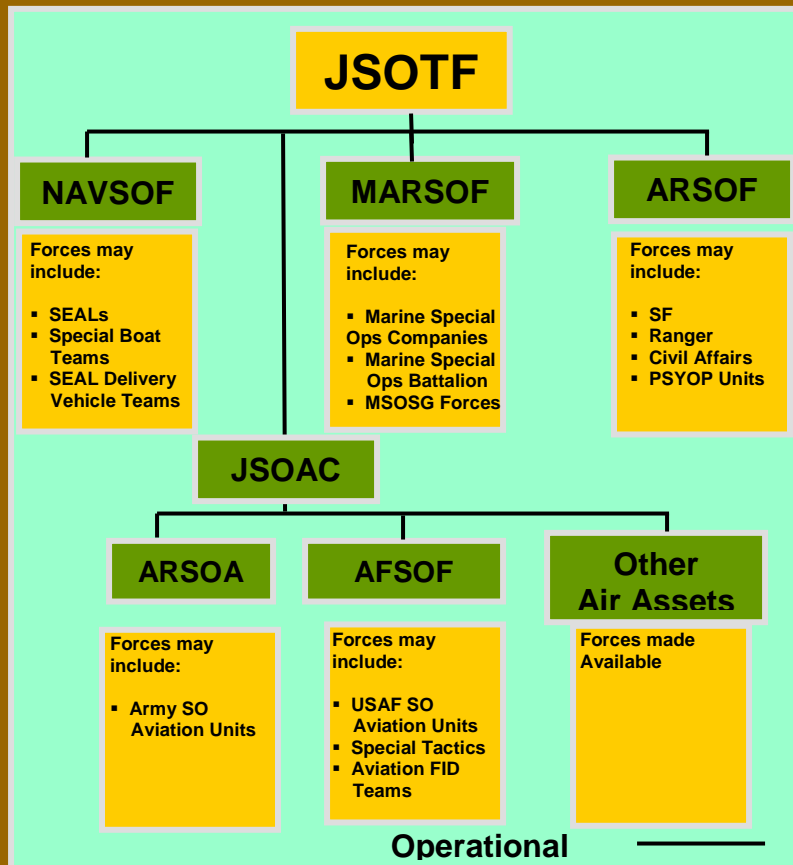 JSOTF
NAVSOF
Forces may
include:
▪ SEALs
▪ Special Boat
Teams
▪ SEAL Delivery
Vehicle Teams
MARSOF
Forces may
include:
▪ Marine Special
Ops Companies
▪ Marine Special
Ops Battalion
▪ MSOSG Forces
ARSOF
Forces may
include:
▪ SF
▪ Ranger
▪ Civil Affairs
▪ PSYOP Units
JSOAC
ARSOA
Forces may
include:
▪ Army SO
Aviation Units
AFSOF
Forces may
include:
▪ USAF SO
Aviation Units
▪ Special Tactics
▪ Aviation FID
Teams
Other
Air Assets
Forces made
Available
Operational